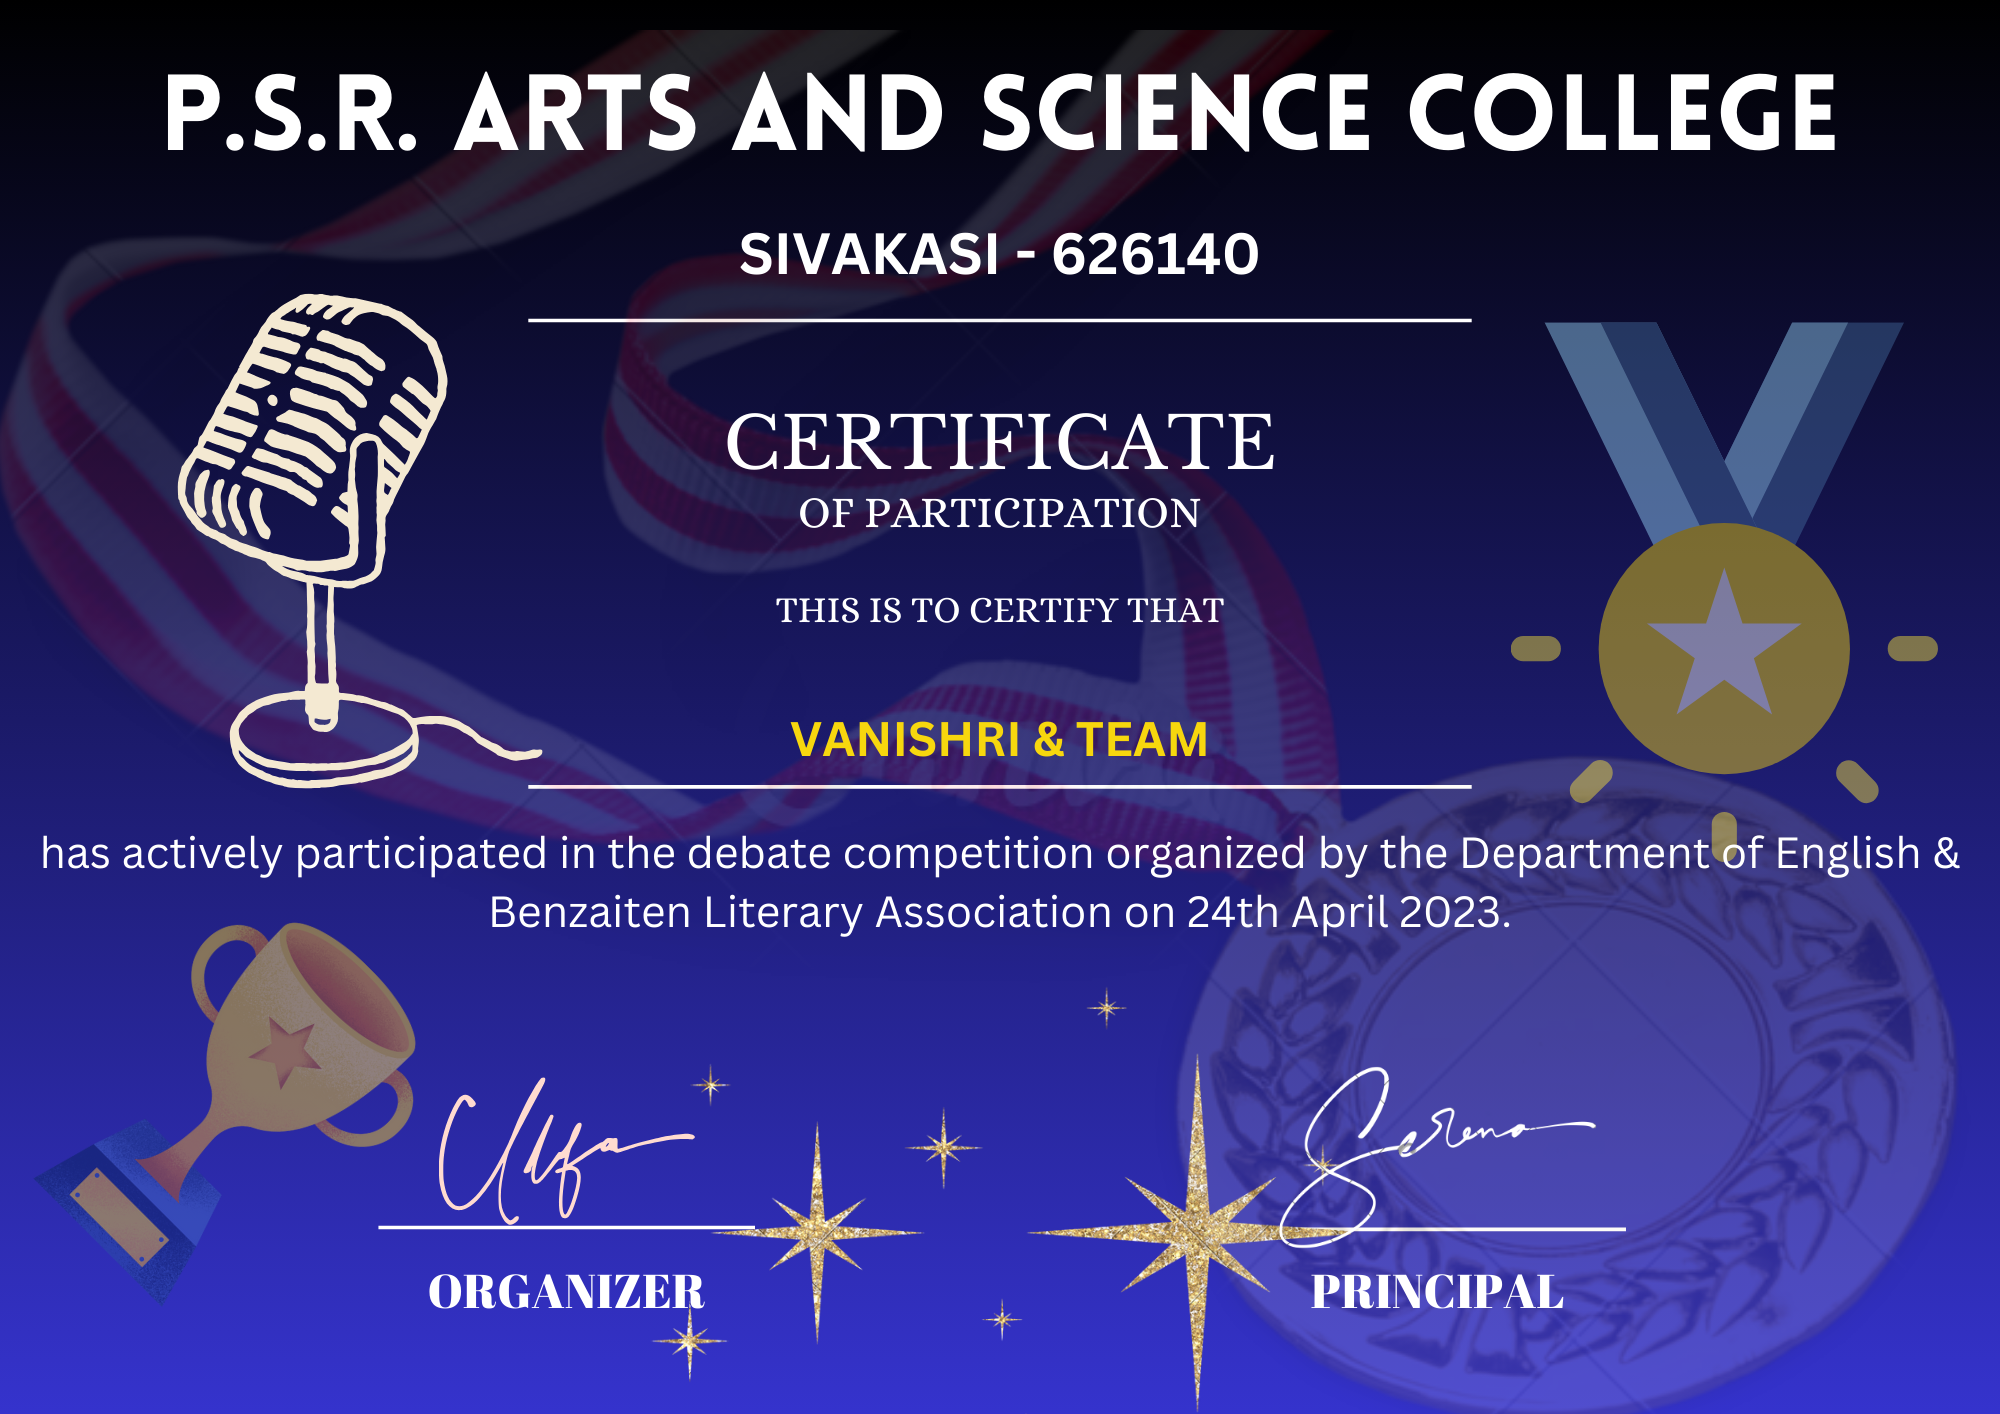 P.S.R. ARTS AND SCIENCE COLLEGE
SIVAKASI - 626140
CERTIFICATE
OF PARTICIPATION
THIS IS TO CERTIFY THAT
VANISHRI & TEAM
has actively participated in the debate competition organized by the Department of English &
Benzaiten Literary Association on 24th April 2023.
ORGANIZER
PRINCIPAL